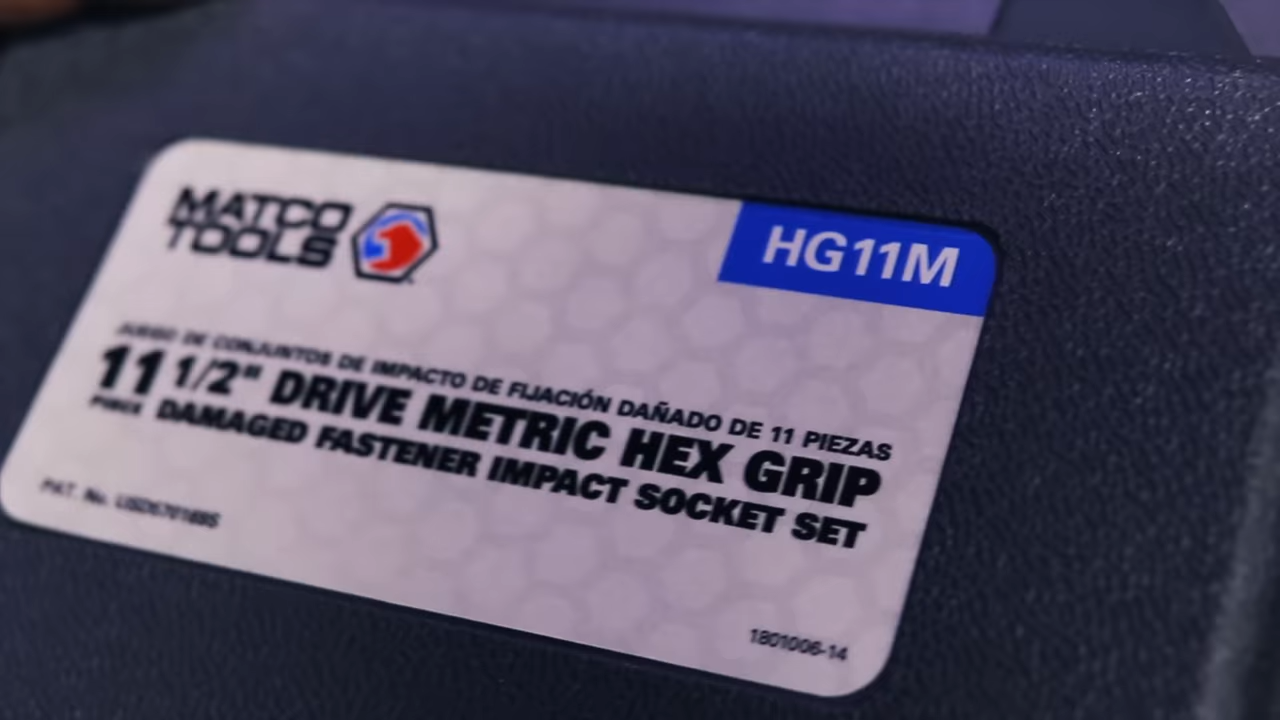 MATCO
TOOLS
HG11M
JUEGO DE CONJUNTOS DE IMPACTO DE FIJACIÓN DAÑADO DE 11 PIEZAS
11 1/2" DRIVE METRIC HEX GRIP
PIECE DAMAGED FASTENER IMPACT SOCKET SET
PAT. No.
1801006-14